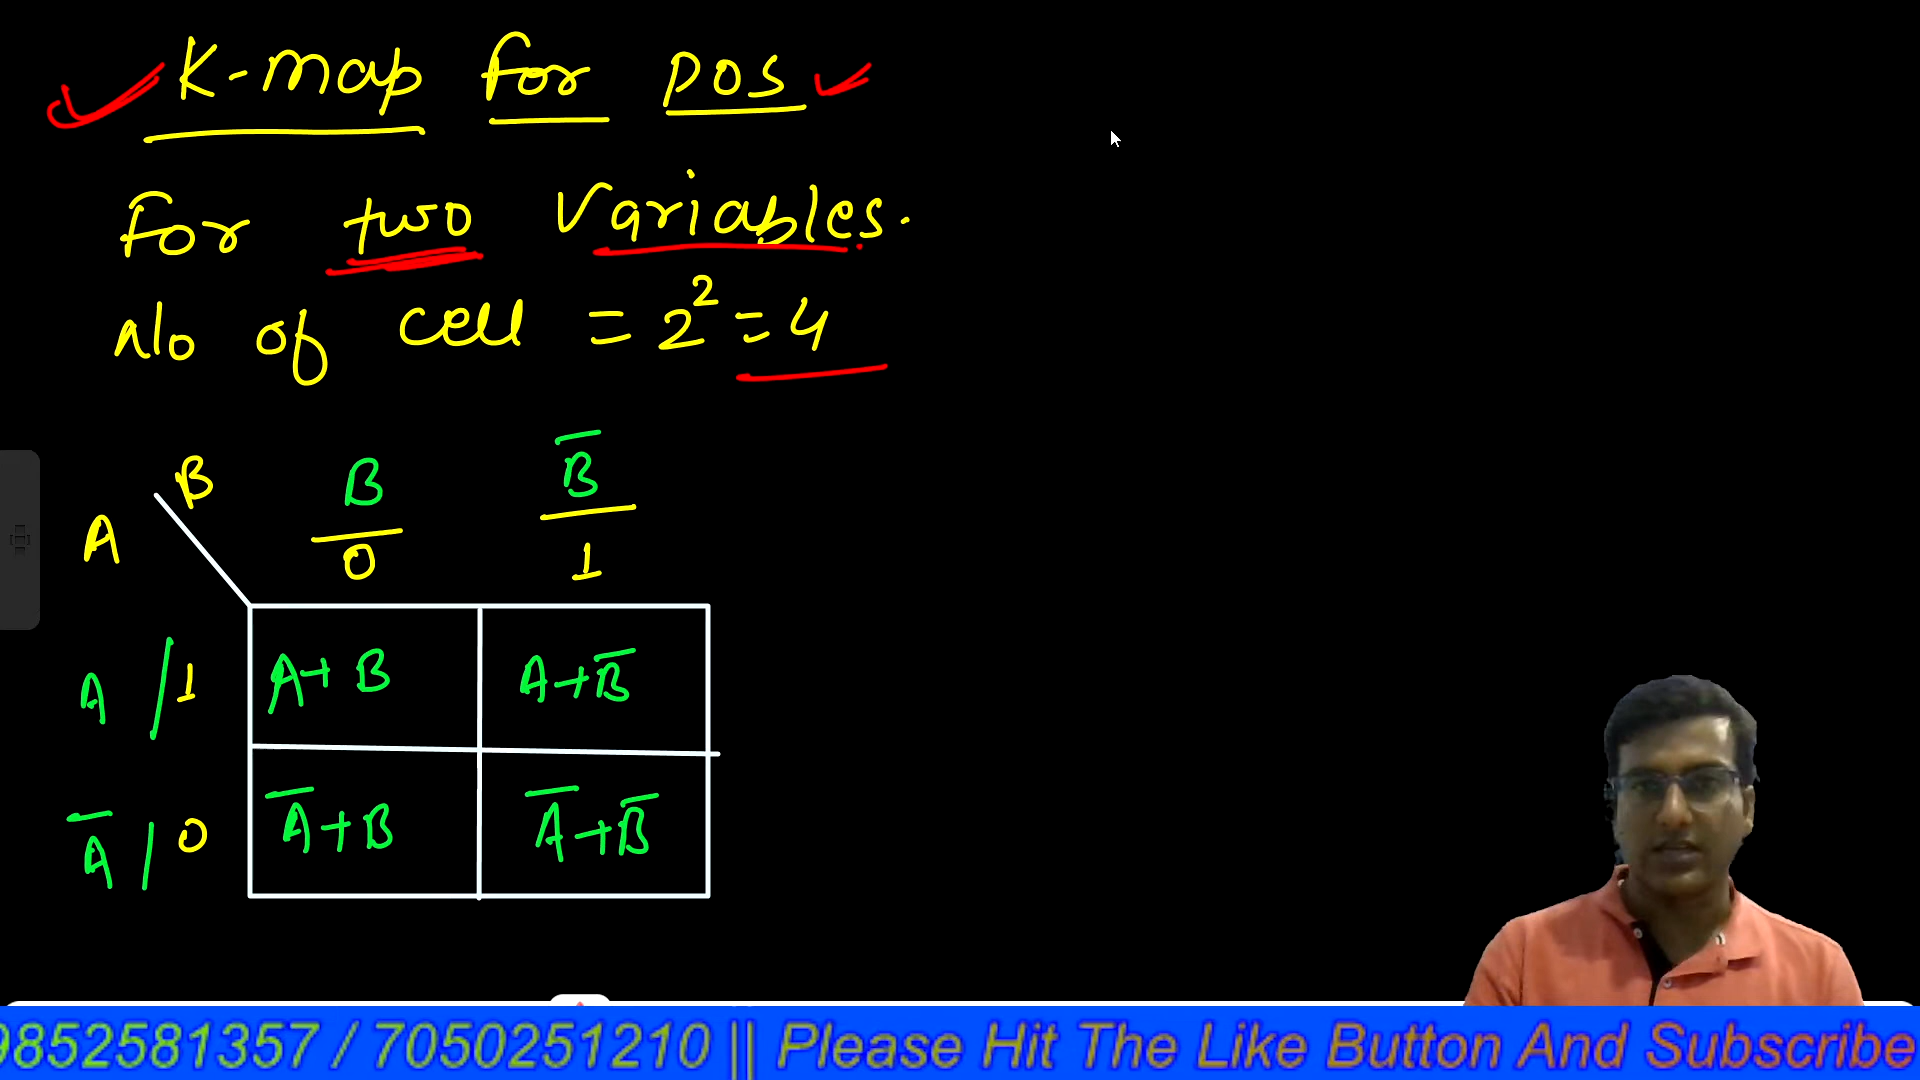 K-map for POS
for two Variables.
No of cell = 2² = 4
B B B̅
A 0 1
A / 1 A+B A+B̅
A̅ / 0 A̅+B A̅+B̅
9852581357 / 7050251210 || Please Hit The Like Button And Subscribe